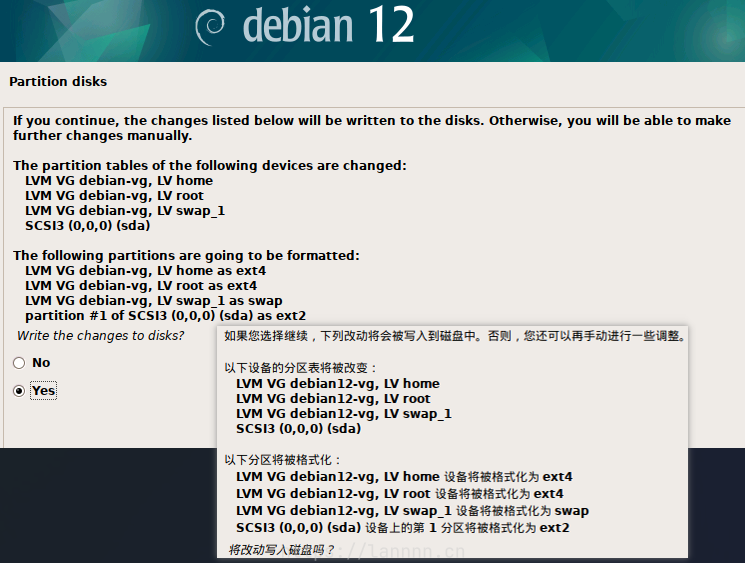 debian 12
Partition disks
If you continue, the changes listed below will be written to the disks. Otherwise, you will be able to make
further changes manually.
The partition tables of the following devices are changed:
LVM VG debian-vg, LV home
LVM VG debian-vg, LV root
LVM VG debian-vg, LV swap_1
SCSI3 (0,0,0) (sda)
The following partitions are going to be formatted:
LVM VG debian-vg, LV home as ext4
LVM VG debian-vg, LV root as ext4
LVM VG debian-vg, LV swap_1 as swap
partition #1 of SCSI3 (0,0,0) (sda) as ext2
Write the changes to disks?
No
Yes
如果您选择继续，下列改动将会被写入到磁盘中。否则，您还可以再手动进行一些调整。
以下设备的分区表将被改变：
LVM VG debian12-vg, LV home
LVM VG debian12-vg, LV root
LVM VG debian12-vg, LV swap_1
SCSI3 (0,0,0) (sda)
以下分区将被格式化：
LVM VG debian12-vg, LV home 设备将被格式化为 ext4
LVM VG debian12-vg, LV root 设备将被格式化为 ext4
LVM VG debian12-vg, LV swap_1 设备将被格式化为 swap
SCSI3 (0,0,0) (sda) 设备上的第 1 分区将被格式化为 ext2
将改动写入磁盘吗？